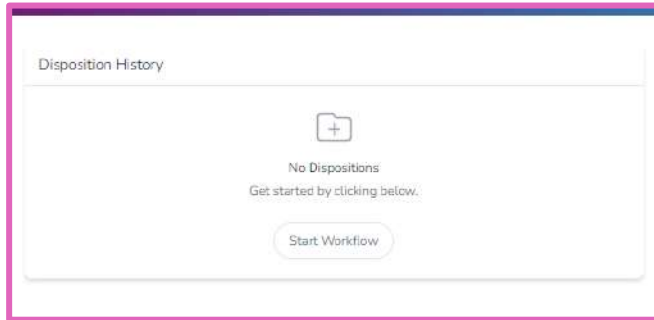 Disposition History
No Dispositions
Get started by clicking below.
Start Workflow